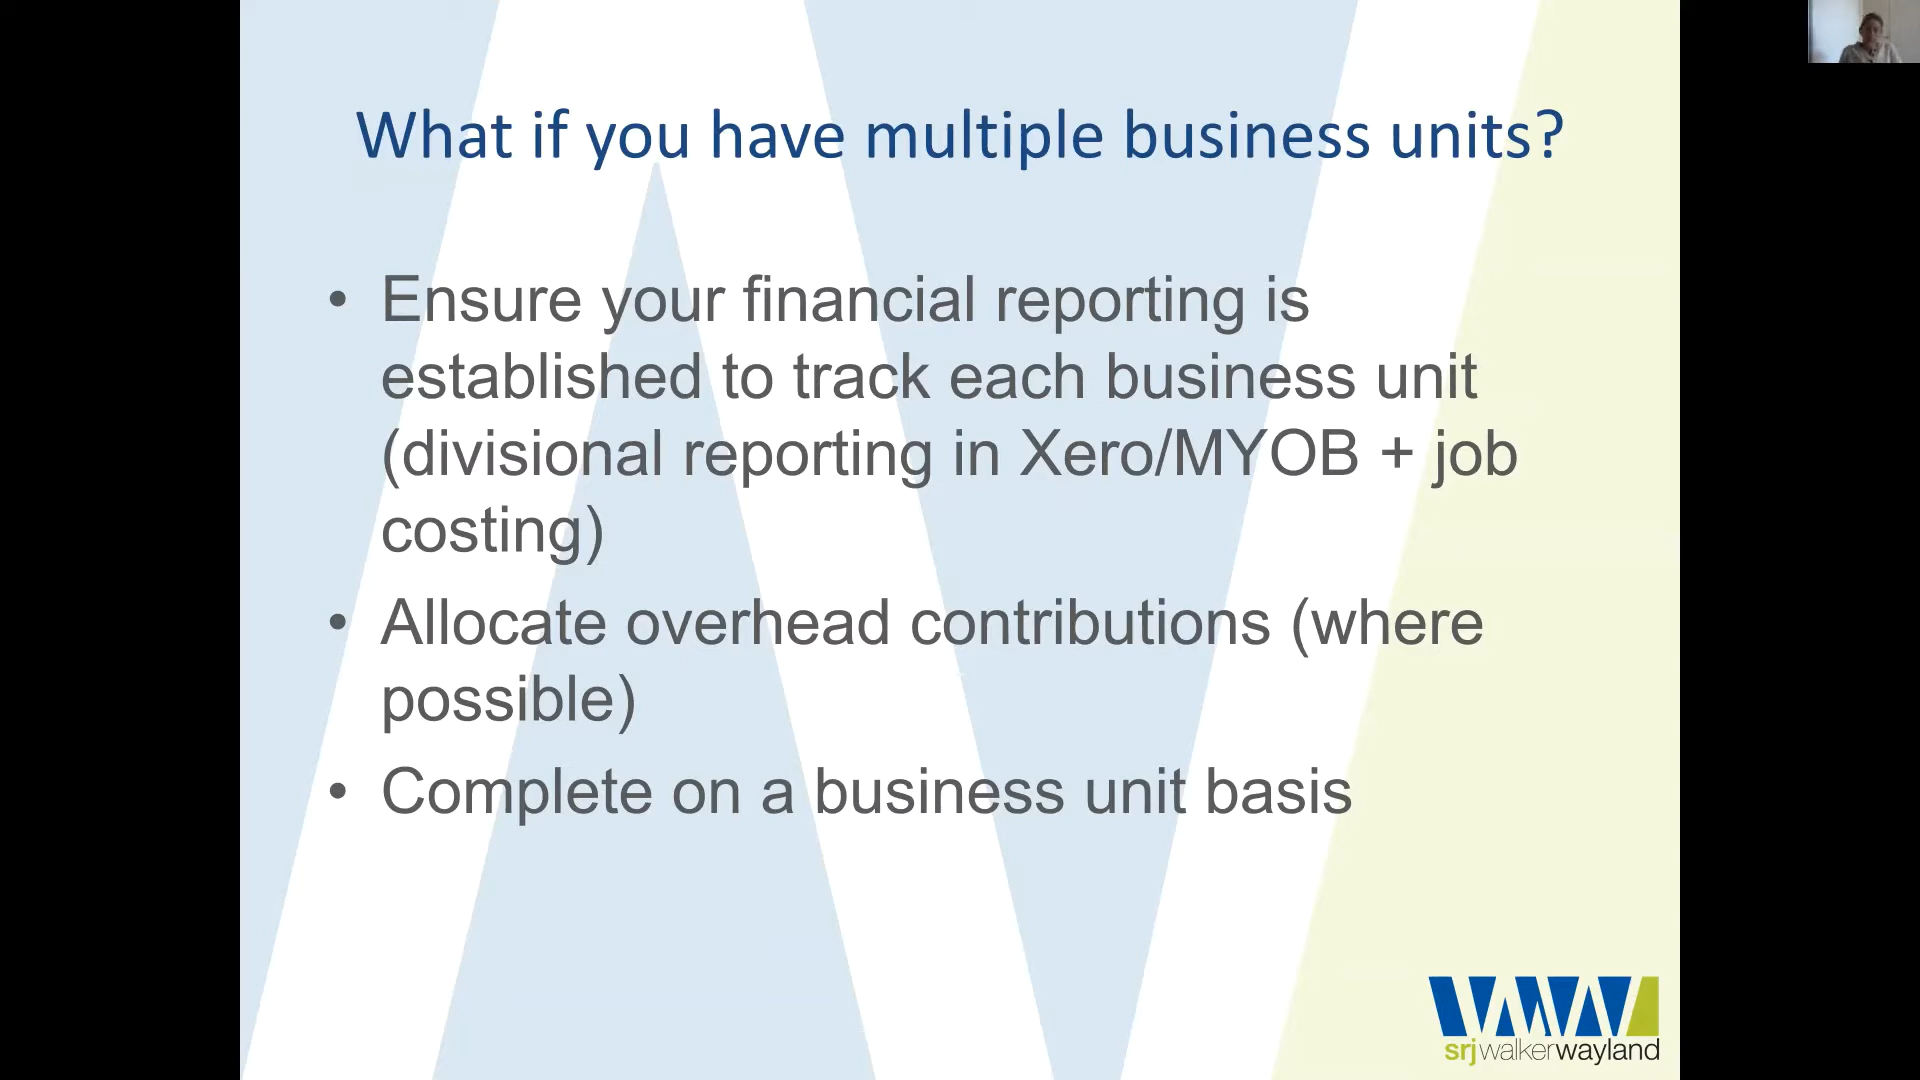 What if you have multiple business units?
• Ensure your financial reporting is
established to track each business unit
(divisional reporting in Xero/MYOB + job
costing)
• Allocate overhead contributions (where
possible)
• Complete on a business unit basis
srjwalkerwayland